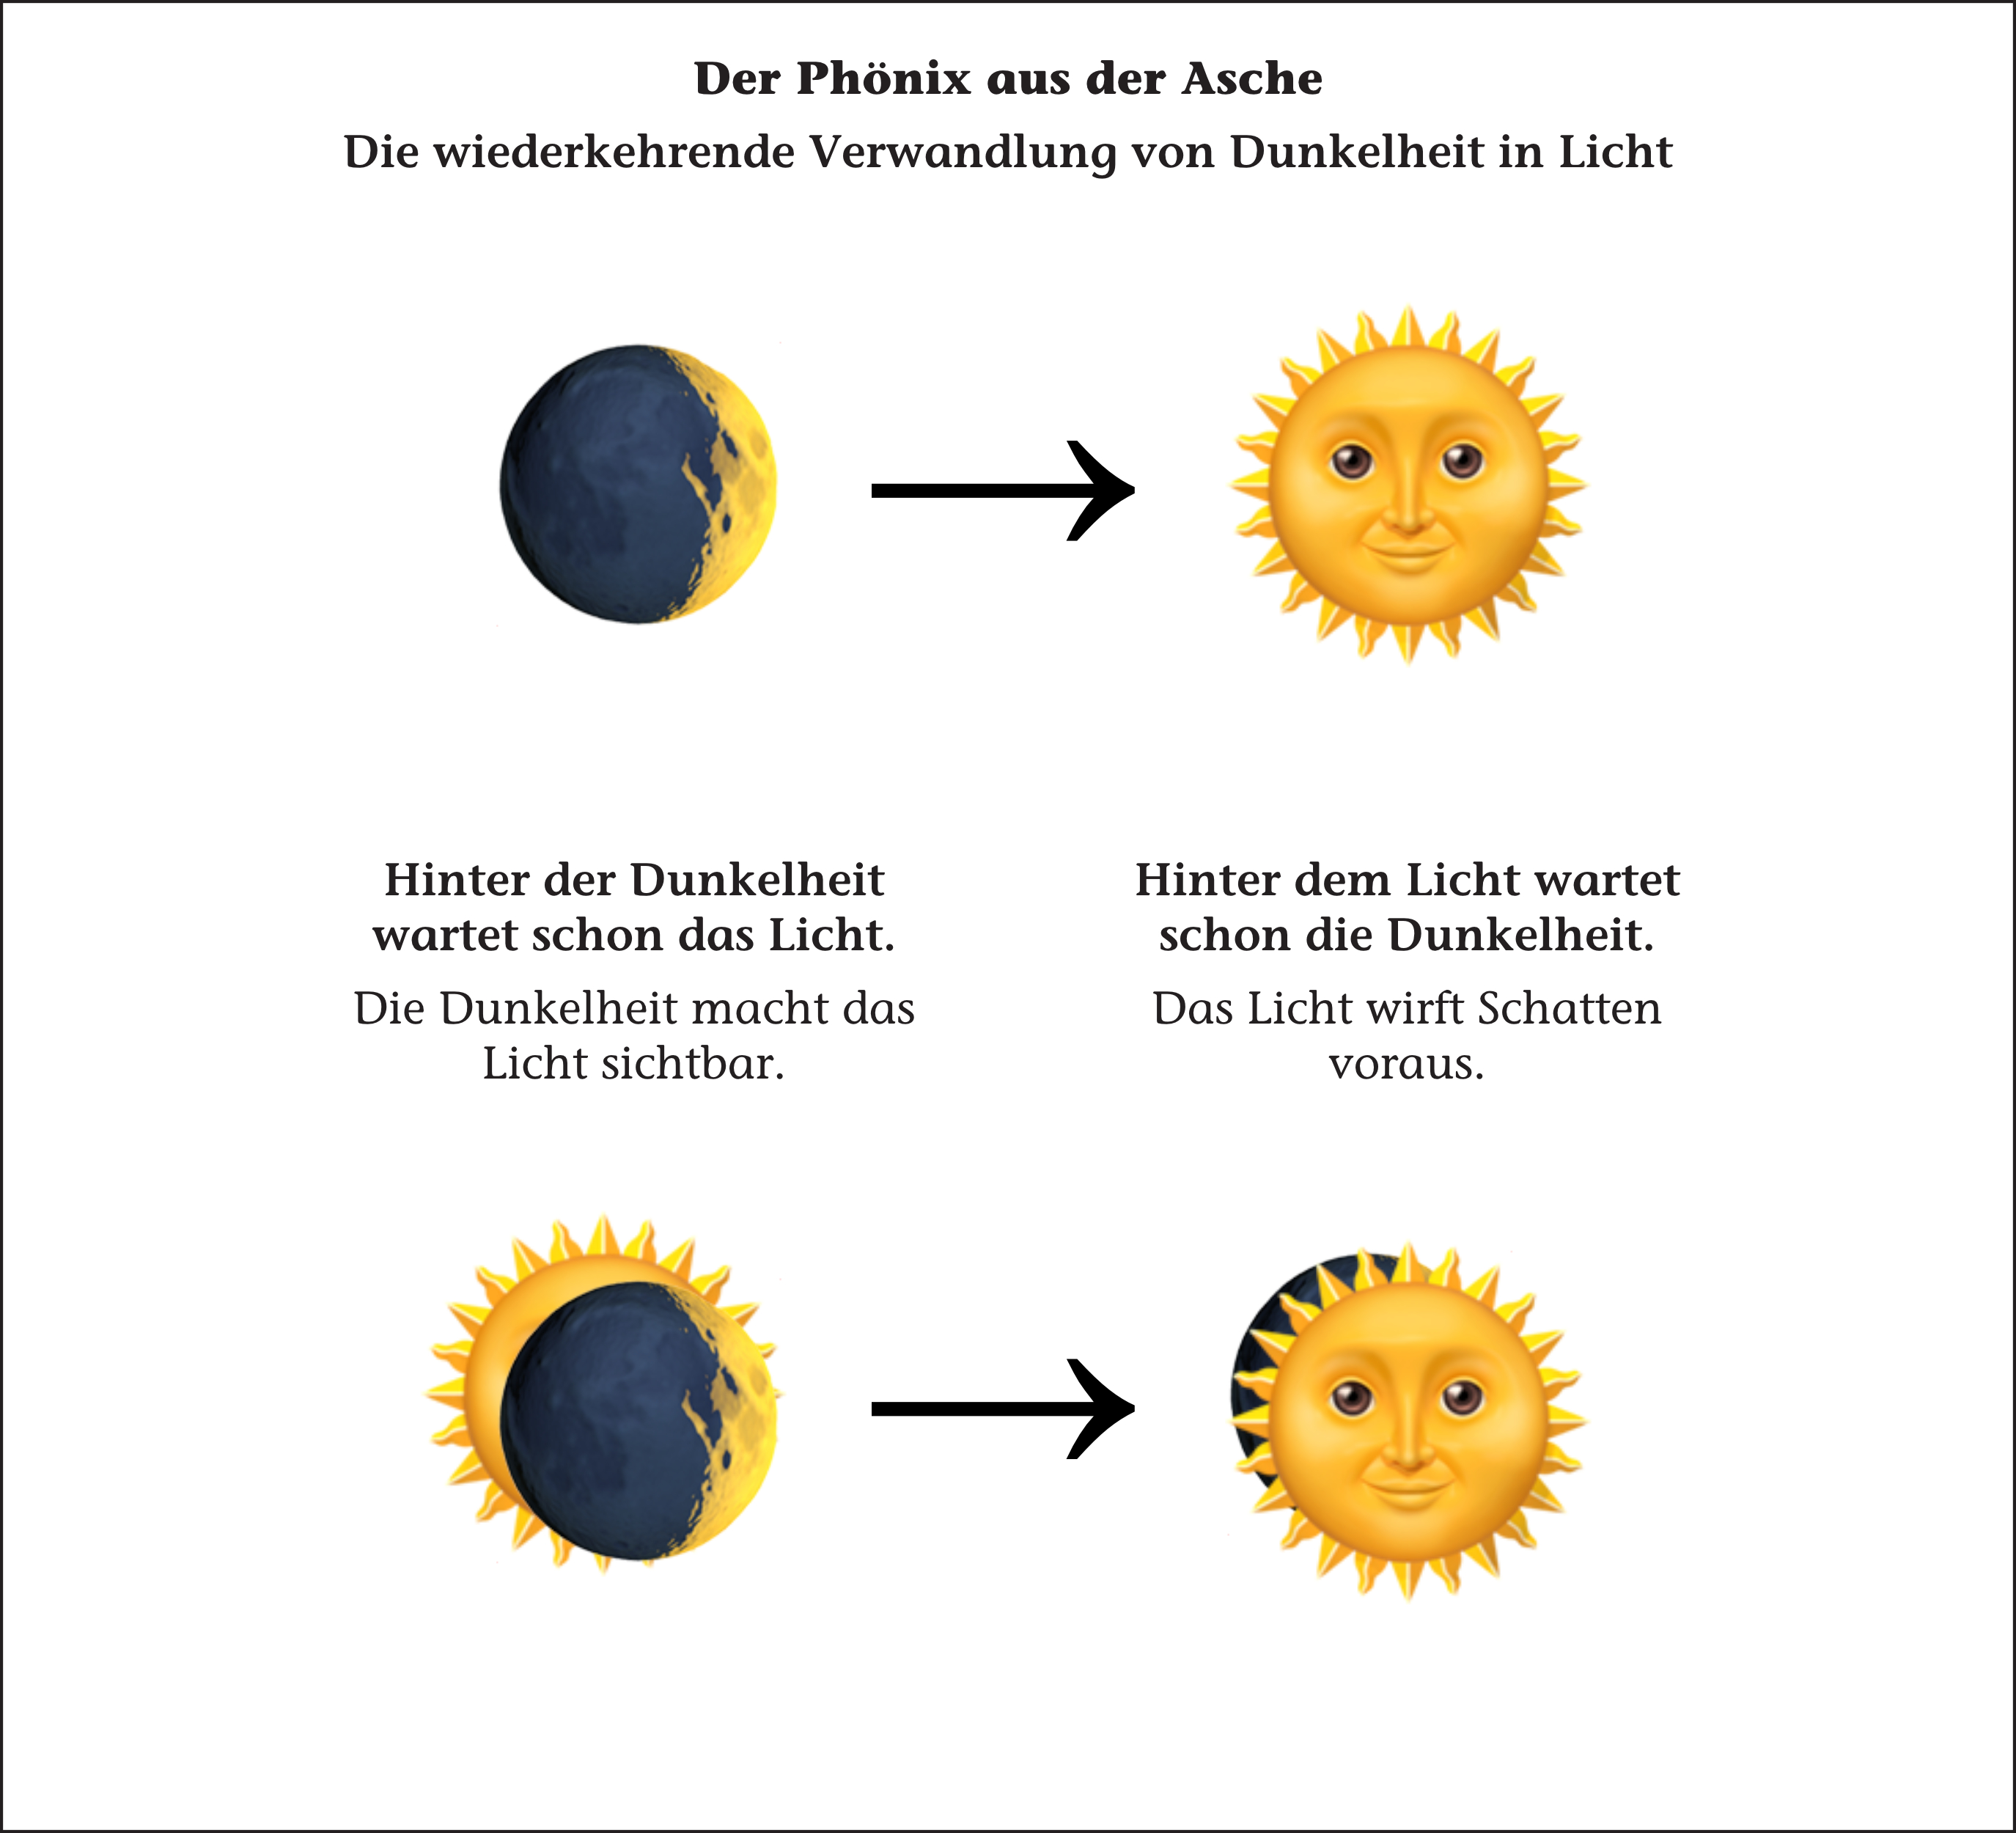 Der Phönix aus der Asche
Die wiederkehrende Verwandlung von Dunkelheit in Licht
Hinter der Dunkelheit
wartet schon das Licht.
Die Dunkelheit macht das
Licht sichtbar.
Hinter dem Licht wartet
schon die Dunkelheit.
Das Licht wirft Schatten
voraus.